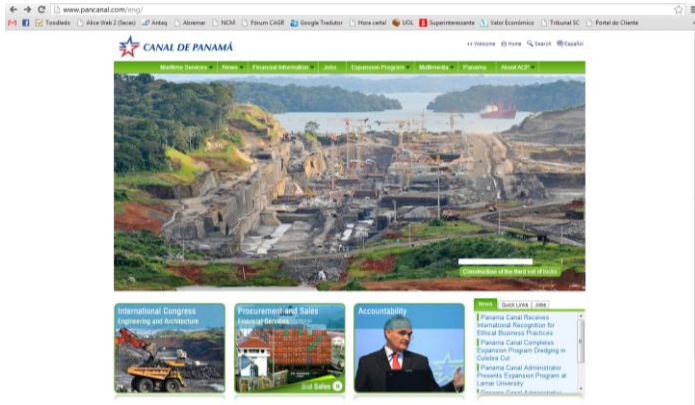 www.pancanal.com/eng/
Toodledo Alice Web 2 (Secex) Antaq Abremar NCM Fórum CAGR Google Tradutor Hora certa! UOL Superinteressante Valor Econômico Tribunal SC Portal do Cliente
CANAL DE PANAMÁ
Welcome Home Search Español
Maritime Services News Financial Information Jobs Expansion Program Multimedia Panama About ACP
Construction of the third set of locks
International Congress
Engineering and Architecture
Procurement and Sales
Financial Services
Bid Sales
Accountability
News Quick Links Jobs
Panama Canal Receives
International Recognition for
Ethical Business Practices
Panama Canal Completes
Expansion Program Dredging in
Culebra Cut
Panama Canal Administrator
Presents Expansion Program at
Lamar University
Panama Canal Administrator